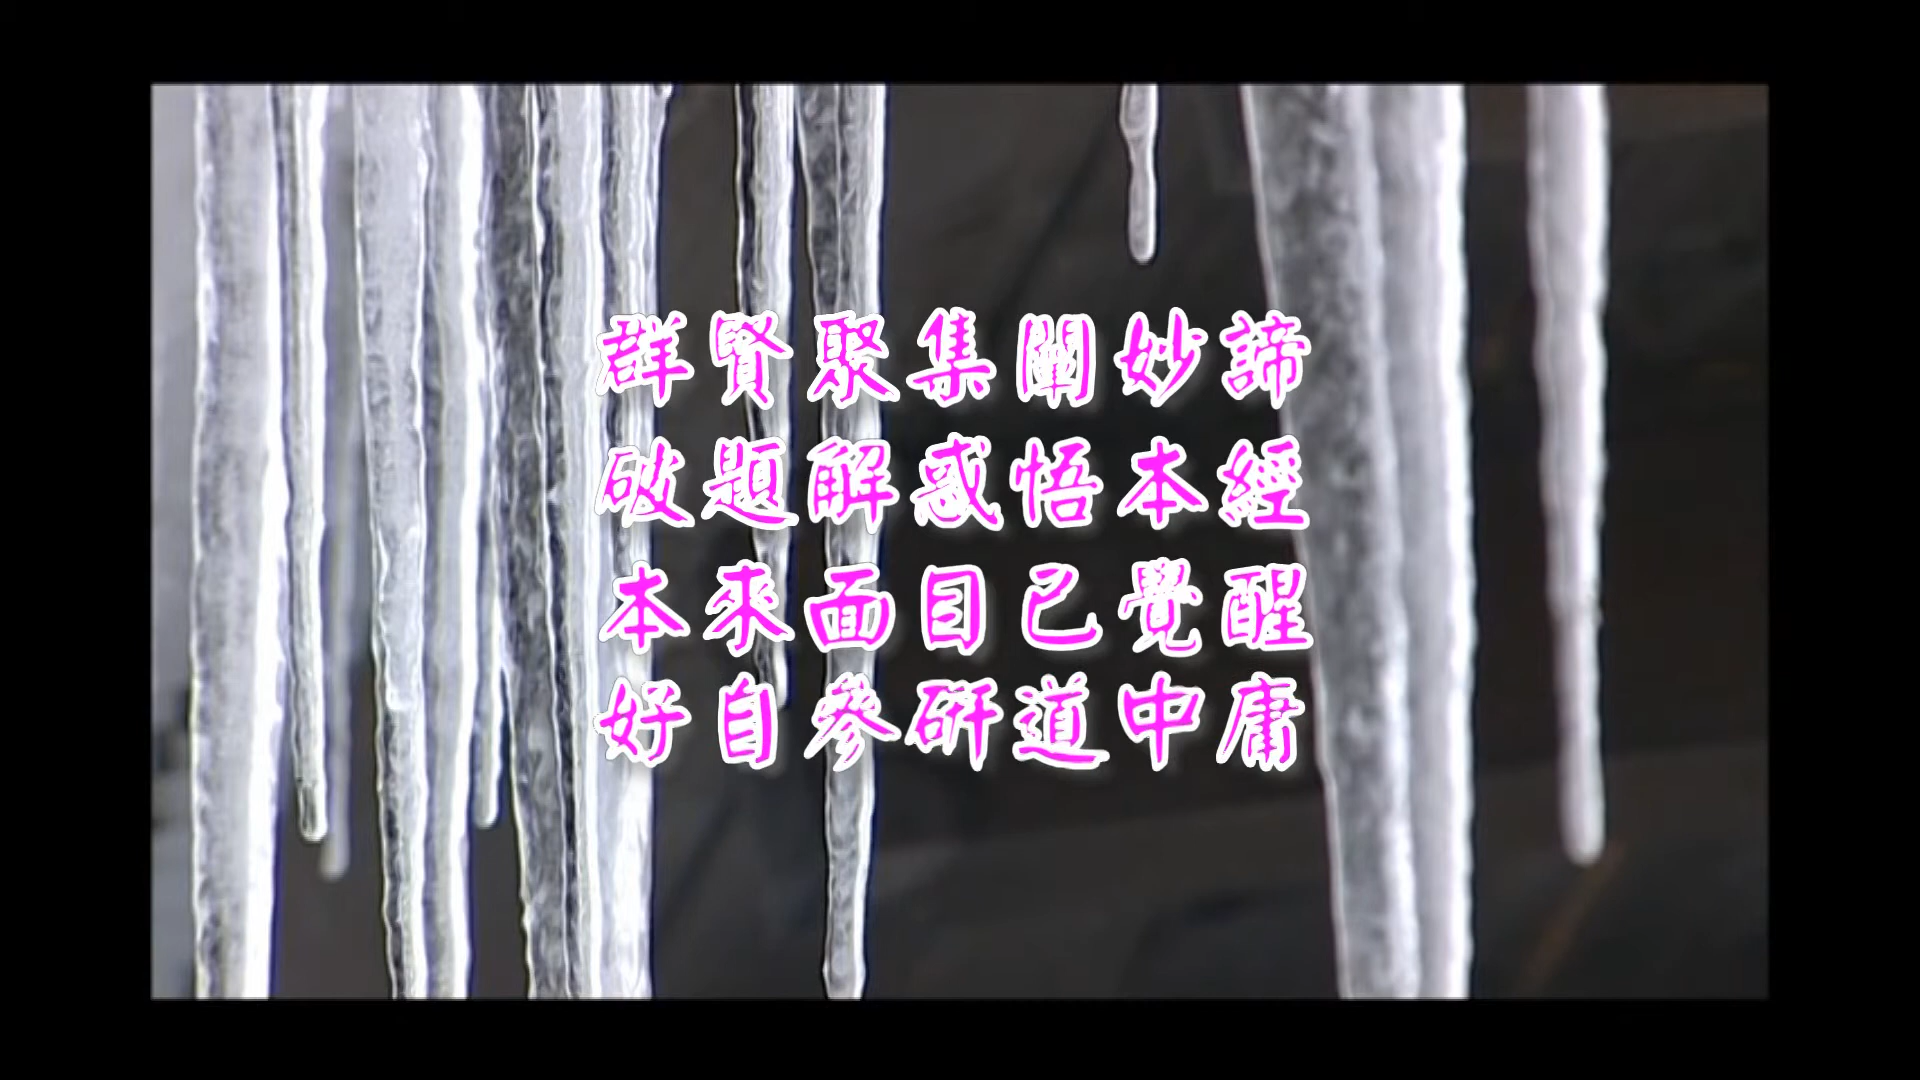 群賢聚集闡妙諦
破題解惑悟本經
本來面目已覺醒
好自參研道中庸